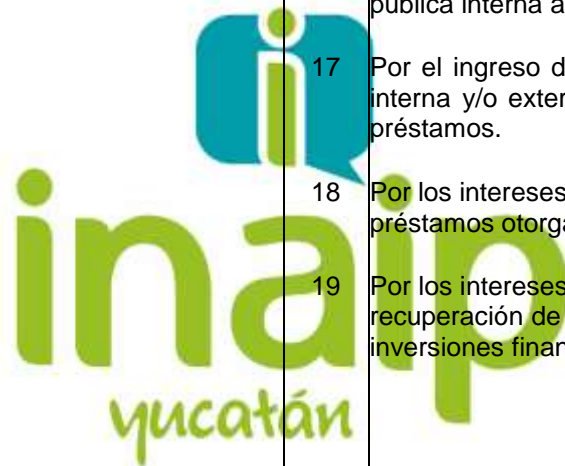 pública interna a
17 Por el ingreso d
interna y/o exter
préstamos.
18 Por los intereses
préstamos otorga
19 Por los intereses
recuperación de
inversiones finan
inaip
yucatán